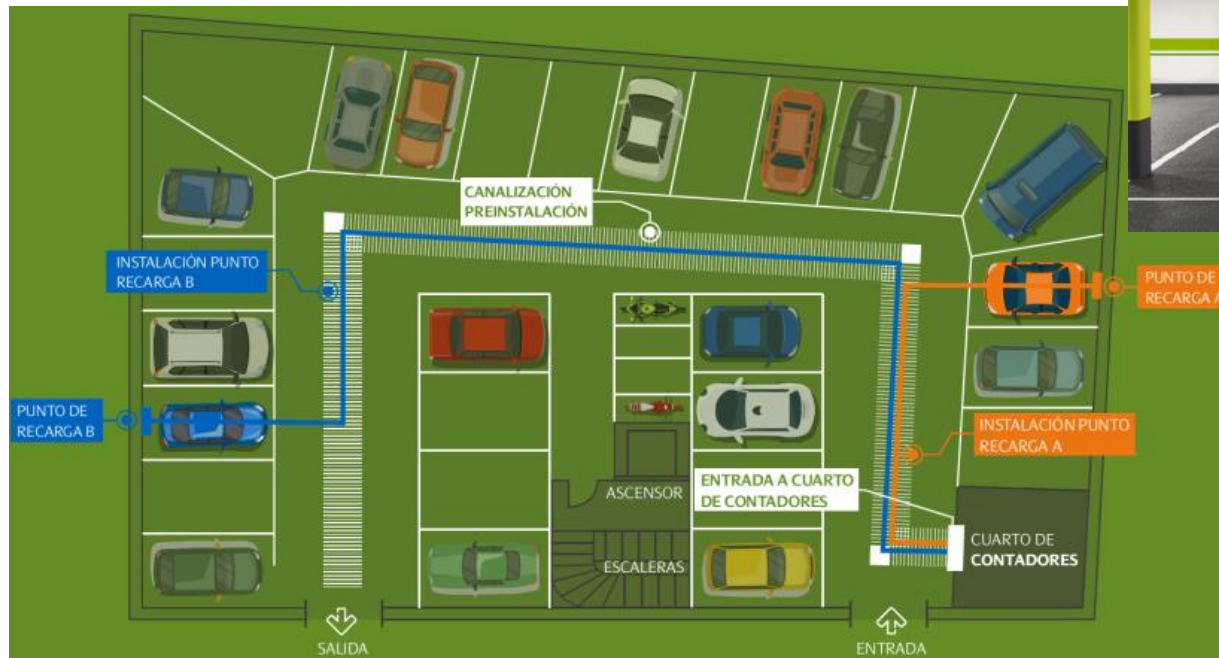 CANALIZACIÓN
PREINSTALACIÓN
INSTALACIÓN PUNTO
RECARGA B
PUNTO DE
RECARGA A
PUNTO DE
RECARGA B
INSTALACIÓN PUNTO
RECARGA A
ENTRADA A CUARTO
DE CONTADORES
ASCENSOR
CUARTO DE
CONTADORES
ESCALERAS
SALIDA
ENTRADA